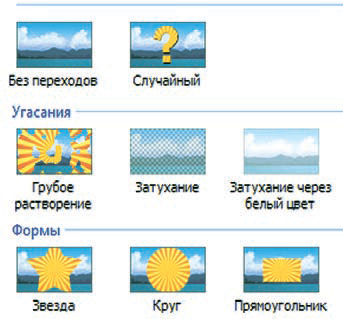 Без переходов Случайный
Угасания
Грубое растворение Затухание Затухание через белый цвет
Формы
Звезда Круг Прямоугольник